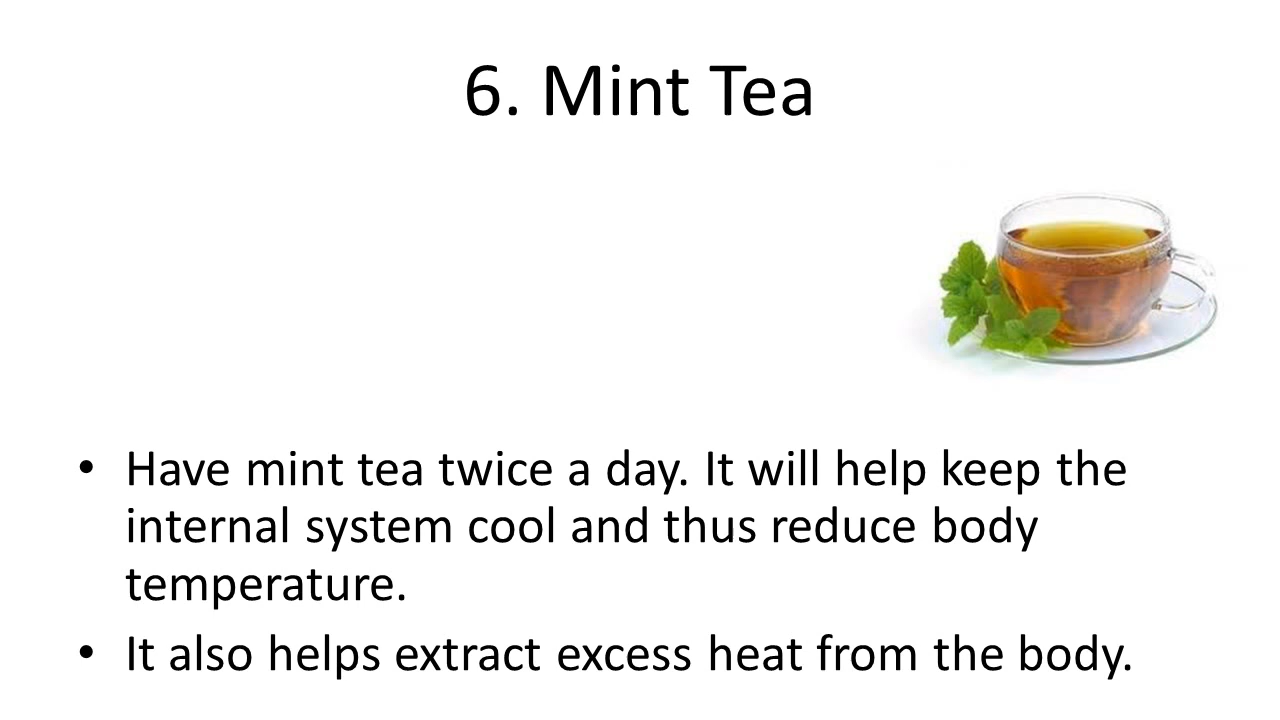 6. Mint Tea
• Have mint tea twice a day. It will help keep the
internal system cool and thus reduce body
temperature.
• It also helps extract excess heat from the body.